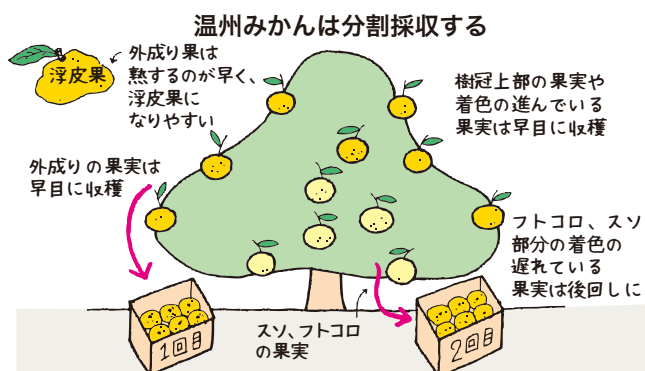 温州みかんは分割採収する
浮皮果
外成り果は
熟するのが早く、
浮皮果に
なりやすい
樹冠上部の果実や
着色の進んでいる
果実は早目に収穫
外成りの果実は
早目に収穫
フトコロ、スソ
部分の着色の
遅れている
果実は後回しに
スソ、フトコロ
の果実
1回目
2回目